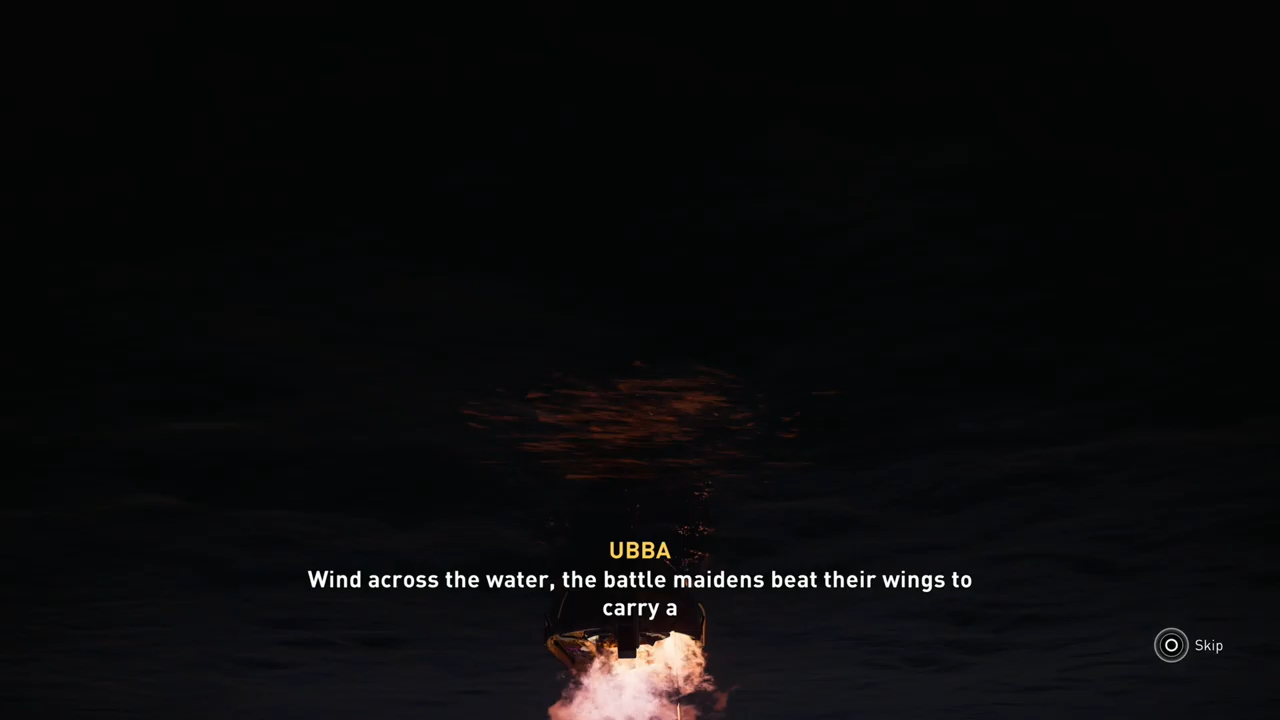 UBBA
Wind across the water, the battle maidens beat their wings to
carry a
Skip